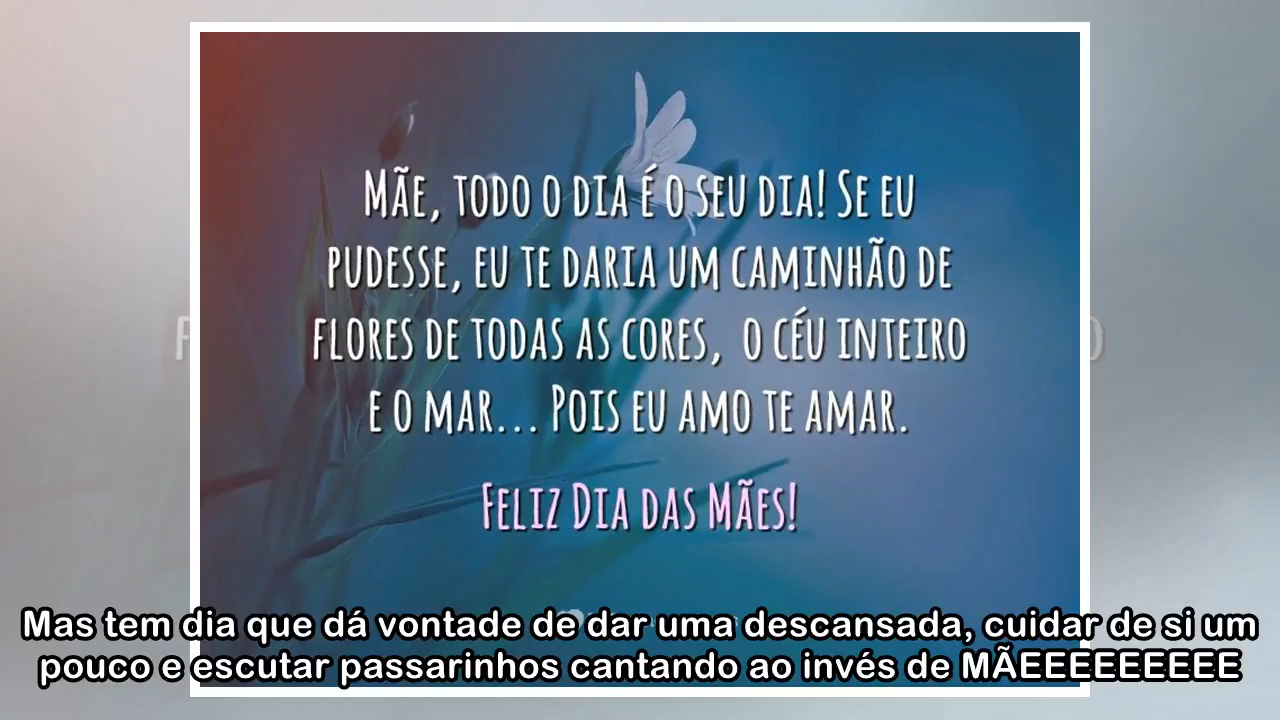 MÃE, TODO O DIA É O SEU DIA! SE EU
PUDESSE, EU TE DARIA UM CAMINHÃO DE
FLORES DE TODAS AS CORES, O CÉU INTEIRO
E O MAR... POIS EU AMO TE AMAR.
FELIZ DIA DAS MÃES!
Mas tem dia que dá vontade de dar uma descansada, cuidar de si um
pouco e escutar passarinhos cantando ao invés de MÃEEEEEEEEEE